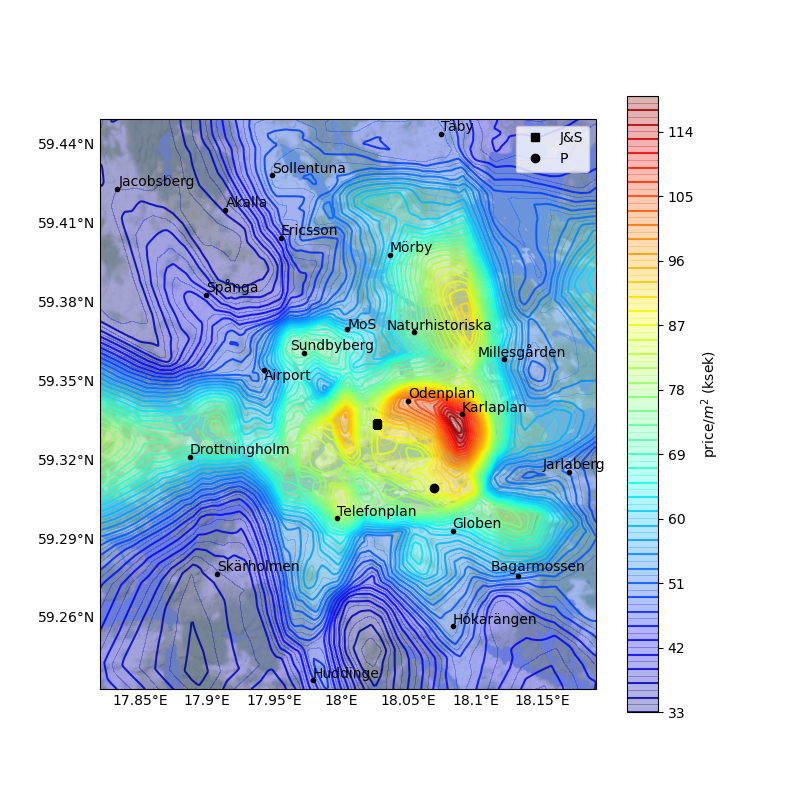 Täby
J&S
P
59.44°N
Sollentuna
Jacobsberg
Akalla
59.41°N
Ericsson
Mörby
Spånga
59.38°N
MoS
Naturhistoriska
Sundbyberg
Millesgården
59.35°N
Airport
Odenplan
Karlaplan
Drottningholm
59.32°N
Jarlaberg
Telefonplan
Globen
59.29°N
Skärholmen
Bagarmossen
59.26°N
Hökarängen
Huddinge
17.85°E 17.9°E 17.95°E 18°E 18.05°E 18.1°E 18.15°E
114
105
96
87
78
69
60
51
42
33
price/m² (ksek)